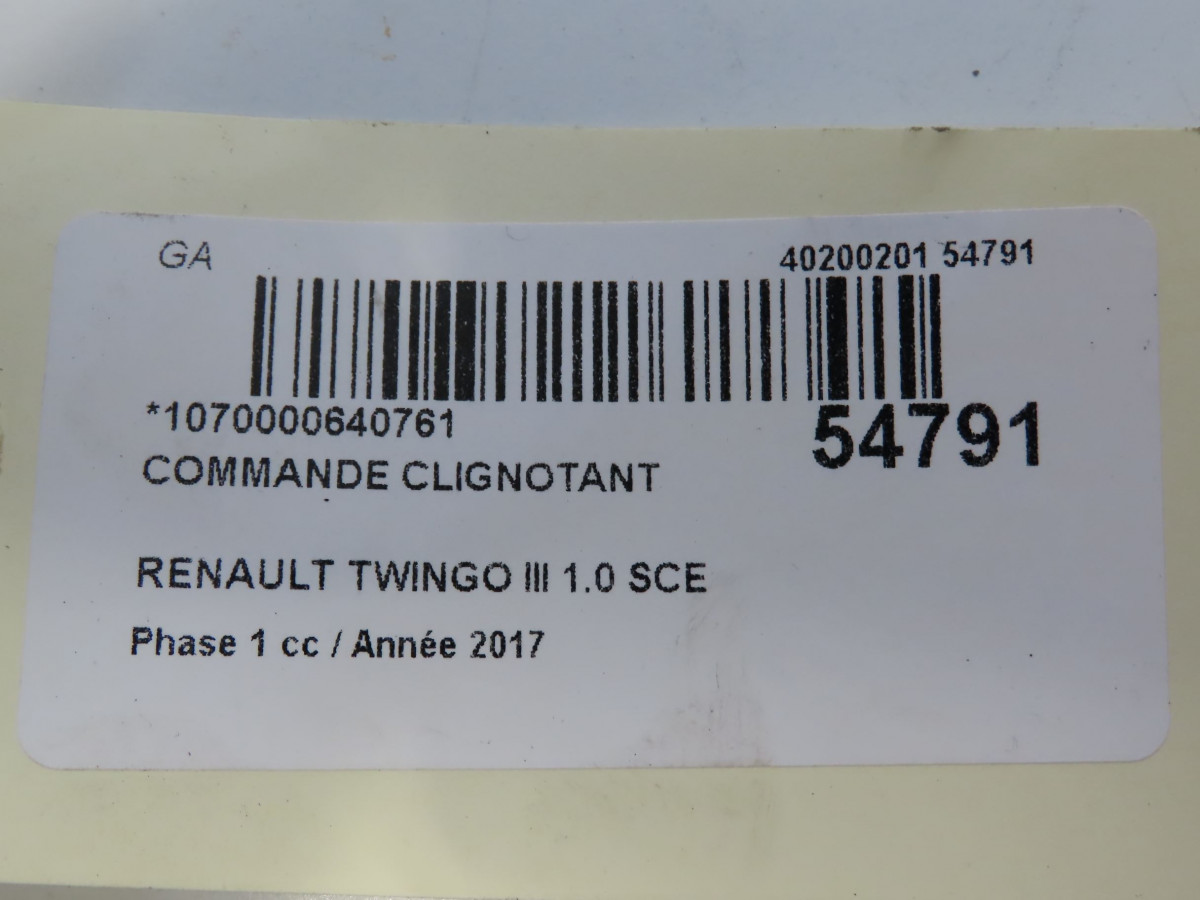 GA 40200201 54791
*1070000640761 54791
COMMANDE CLIGNOTANT
RENAULT TWINGO III 1.0 SCE
Phase 1 cc / Année 2017